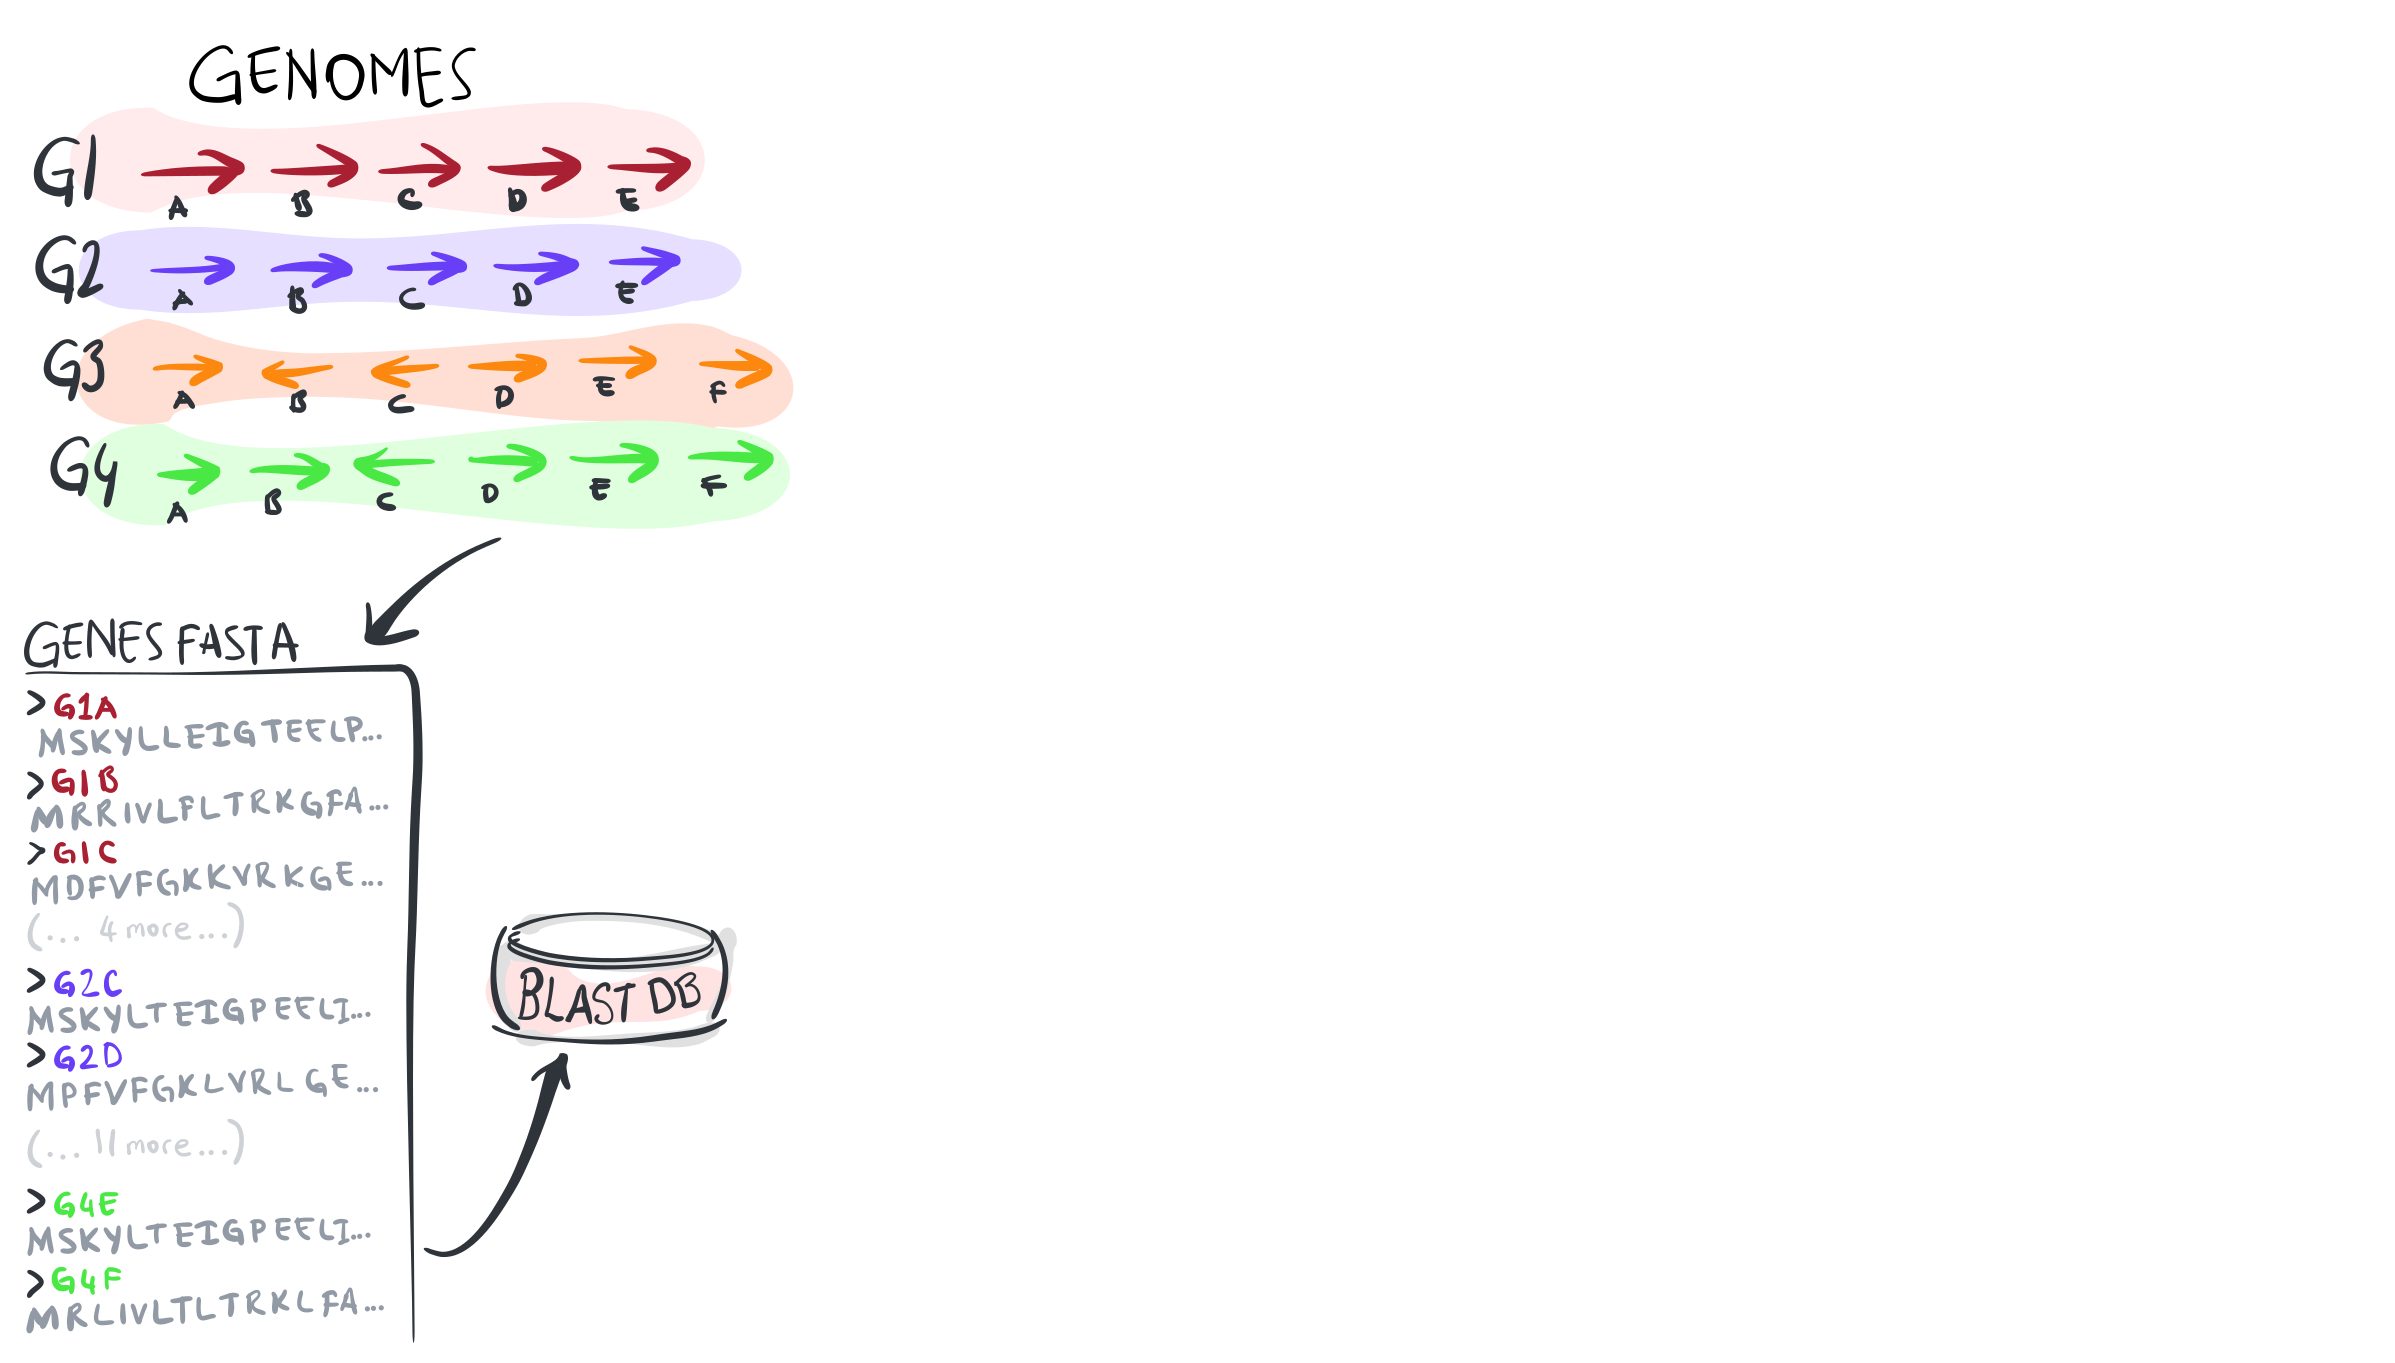 GENOMES
G1
A B C D E
G2
A B C D E
G3
A B C D E F
G4
A B C D E F
GENES FASTA
>G1A
MSKYLLEIGTEELP...
>G1B
MRRIVLFLTRKGFA...
>G1C
MDFVFGKKVRKGE...
(... 4 more...)
>G2C
MSKYLTEIGPEELI...
>G2D
MPFVFGKLVRLGE...
(... 11 more...)
>G4E
MSKYLTEIGPEELI...
>G4F
MRLIVLTLTRKLFA...
BLAST DB